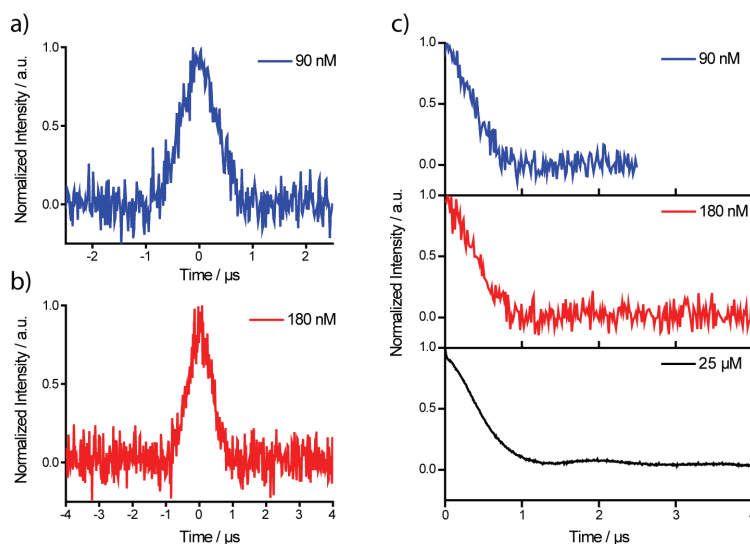 a)
1.0
0.5
0.0
Normalized Intensity / a.u.
90 nM
-2 -1 0 1 2
Time / µs
b)
1.0
0.5
0.0
Normalized Intensity / a.u.
180 nM
-4 -3 -2 -1 0 1 2 3 4
Time / µs
c)
1.0
0.5
0.0
90 nM
1.0
0.5
0.0
180 nM
Normalized Intensity / a.u.
1.0
0.5
0.0
25 µM
0 1 2 3 4
Time / µs